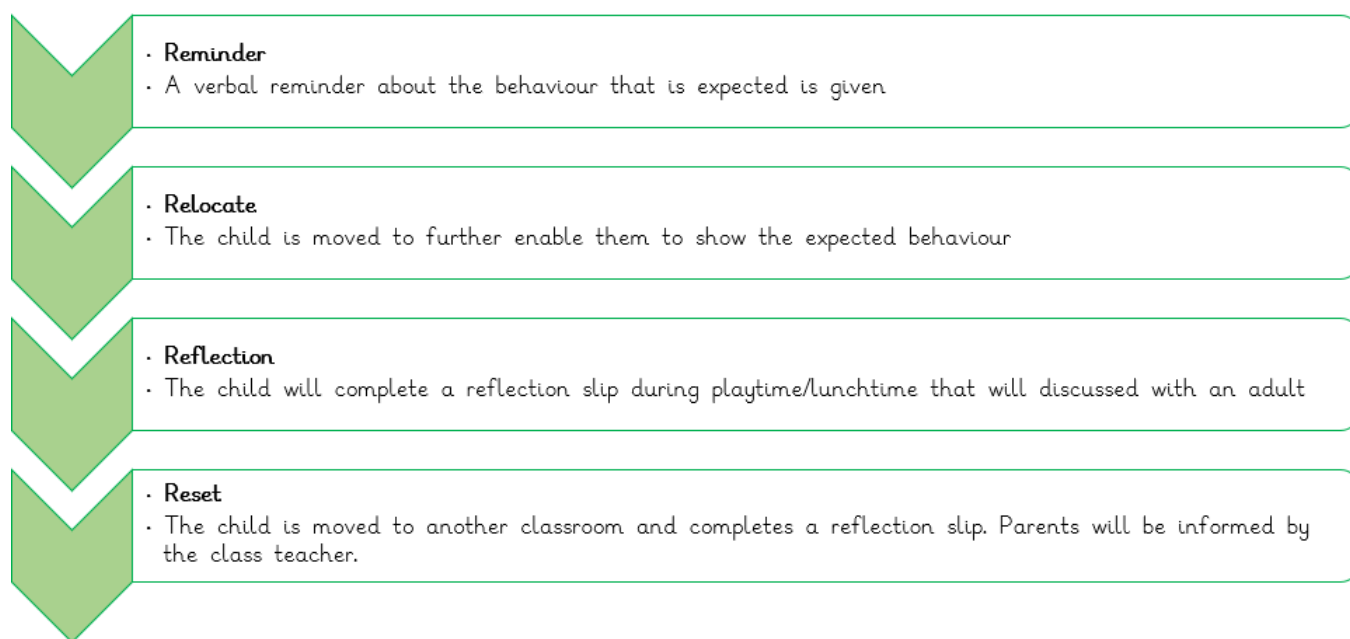 · Reminder
· A verbal reminder about the behaviour that is expected is given
· Relocate
· The child is moved to further enable them to show the expected behaviour
· Reflection
· The child will complete a reflection slip during playtime/lunchtime that will discussed with an adult
· Reset
· The child is moved to another classroom and completes a reflection slip. Parents will be informed by
the class teacher.